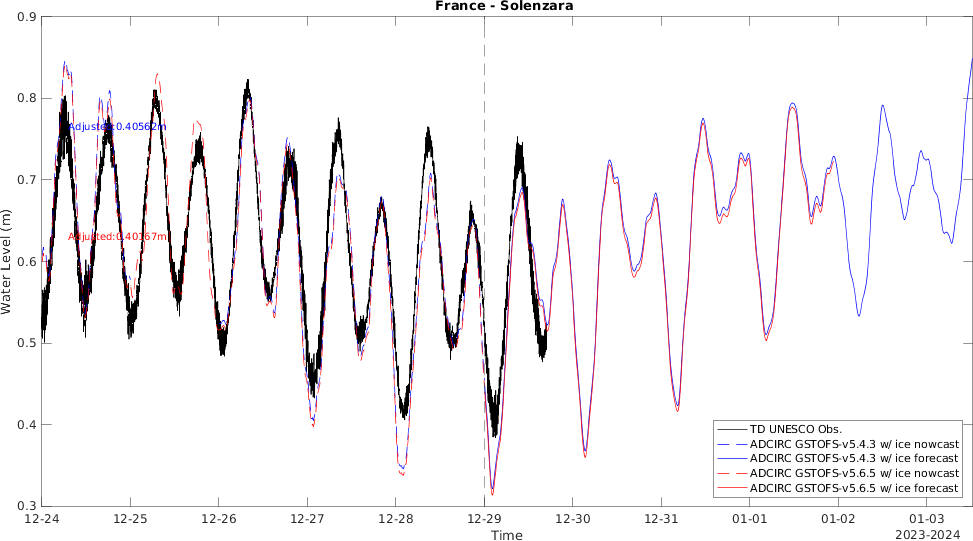 France - Solenzara
0.9
0.8
0.7
0.6
0.5
0.4
0.3
Water Level (m)
Adjusted:0.40562m
Adjusted:0.40167m
TD UNESCO Obs.
ADCIRC GSTOFS-v5.4.3 w/ ice nowcast
ADCIRC GSTOFS-v5.4.3 w/ ice forecast
ADCIRC GSTOFS-v5.6.5 w/ ice nowcast
ADCIRC GSTOFS-v5.6.5 w/ ice forecast
12-24 12-25 12-26 12-27 12-28 12-29 12-30 12-31 01-01 01-02 01-03
Time
2023-2024